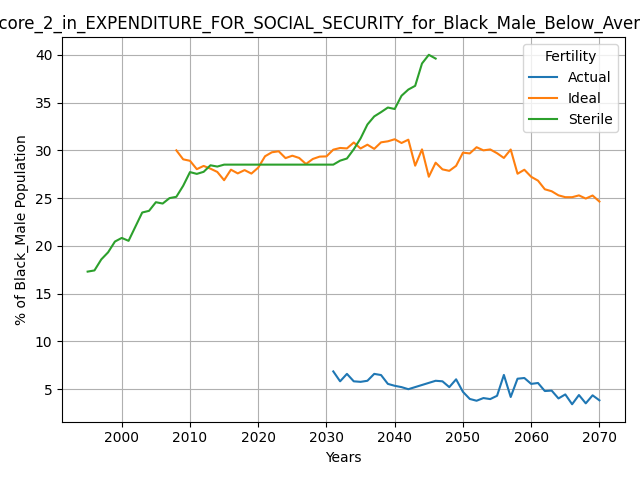 core_2_in_EXPENDITURE_FOR_SOCIAL_SECURITY_for_Black_Male_Below_Aver
Fertility
Actual
Ideal
Sterile
% of Black_Male Population
40
35
30
25
20
15
10
5
2000 2010 2020 2030 2040 2050 2060 2070
Years